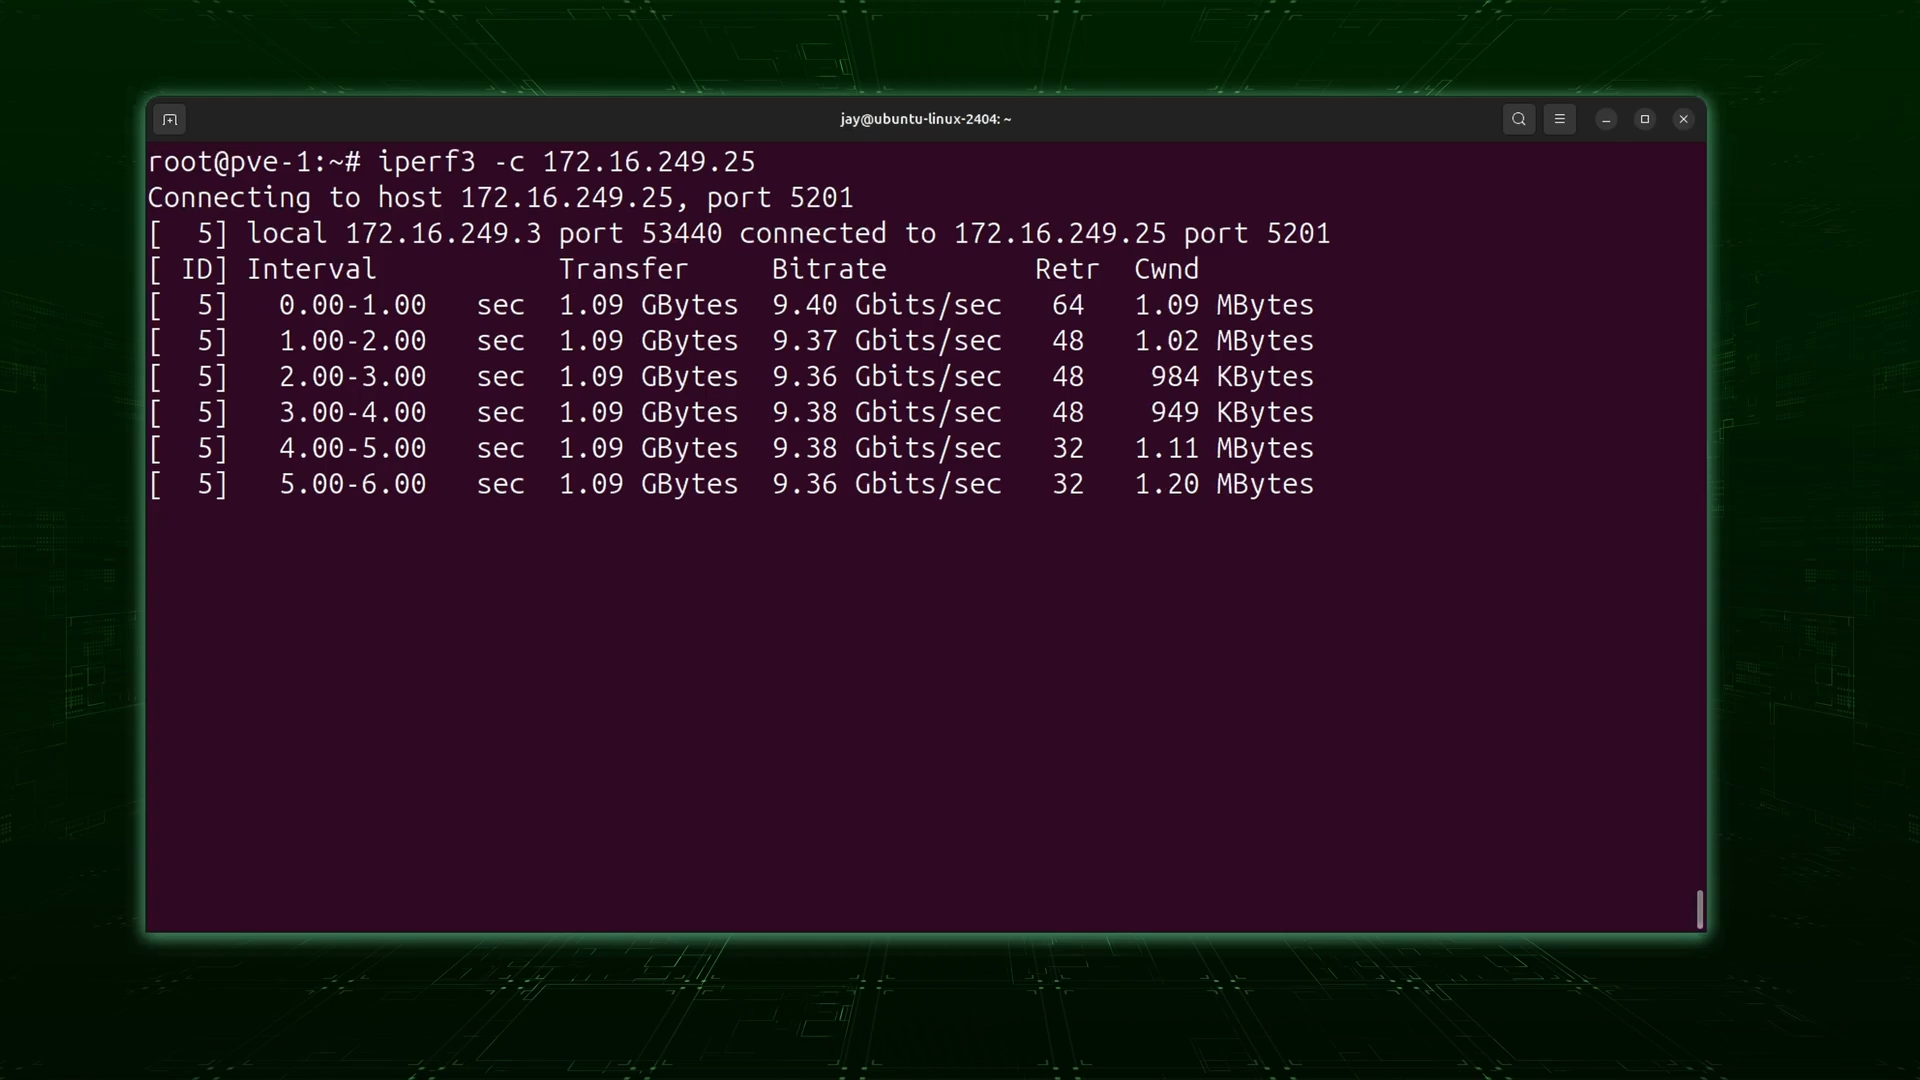 jay@ubuntu-linux-2404: ~
root@pve-1:~# iperf3 -c 172.16.249.25
Connecting to host 172.16.249.25, port 5201
[  5] local 172.16.249.3 port 53440 connected to 172.16.249.25 port 5201
[ ID] Interval           Transfer     Bitrate         Retr  Cwnd
[  5]   0.00-1.00   sec  1.09 GBytes  9.40 Gbits/sec   64   1.09 MBytes
[  5]   1.00-2.00   sec  1.09 GBytes  9.37 Gbits/sec   48   1.02 MBytes
[  5]   2.00-3.00   sec  1.09 GBytes  9.36 Gbits/sec   48    984 KBytes
[  5]   3.00-4.00   sec  1.09 GBytes  9.38 Gbits/sec   48    949 KBytes
[  5]   4.00-5.00   sec  1.09 GBytes  9.38 Gbits/sec   32   1.11 MBytes
[  5]   5.00-6.00   sec  1.09 GBytes  9.36 Gbits/sec   32   1.20 MBytes